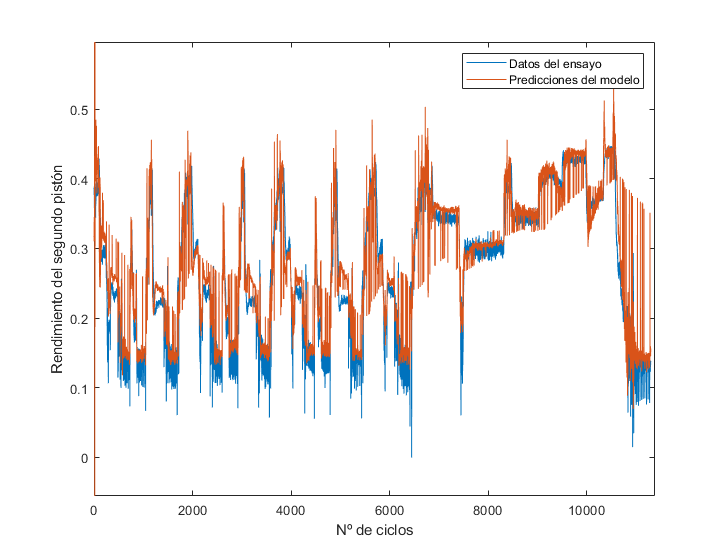 Datos del ensayo
Predicciones del modelo
0.5
0.4
0.3
0.2
0.1
0
Rendimiento del segundo pistón
0 2000 4000 6000 8000 10000
Nº de ciclos